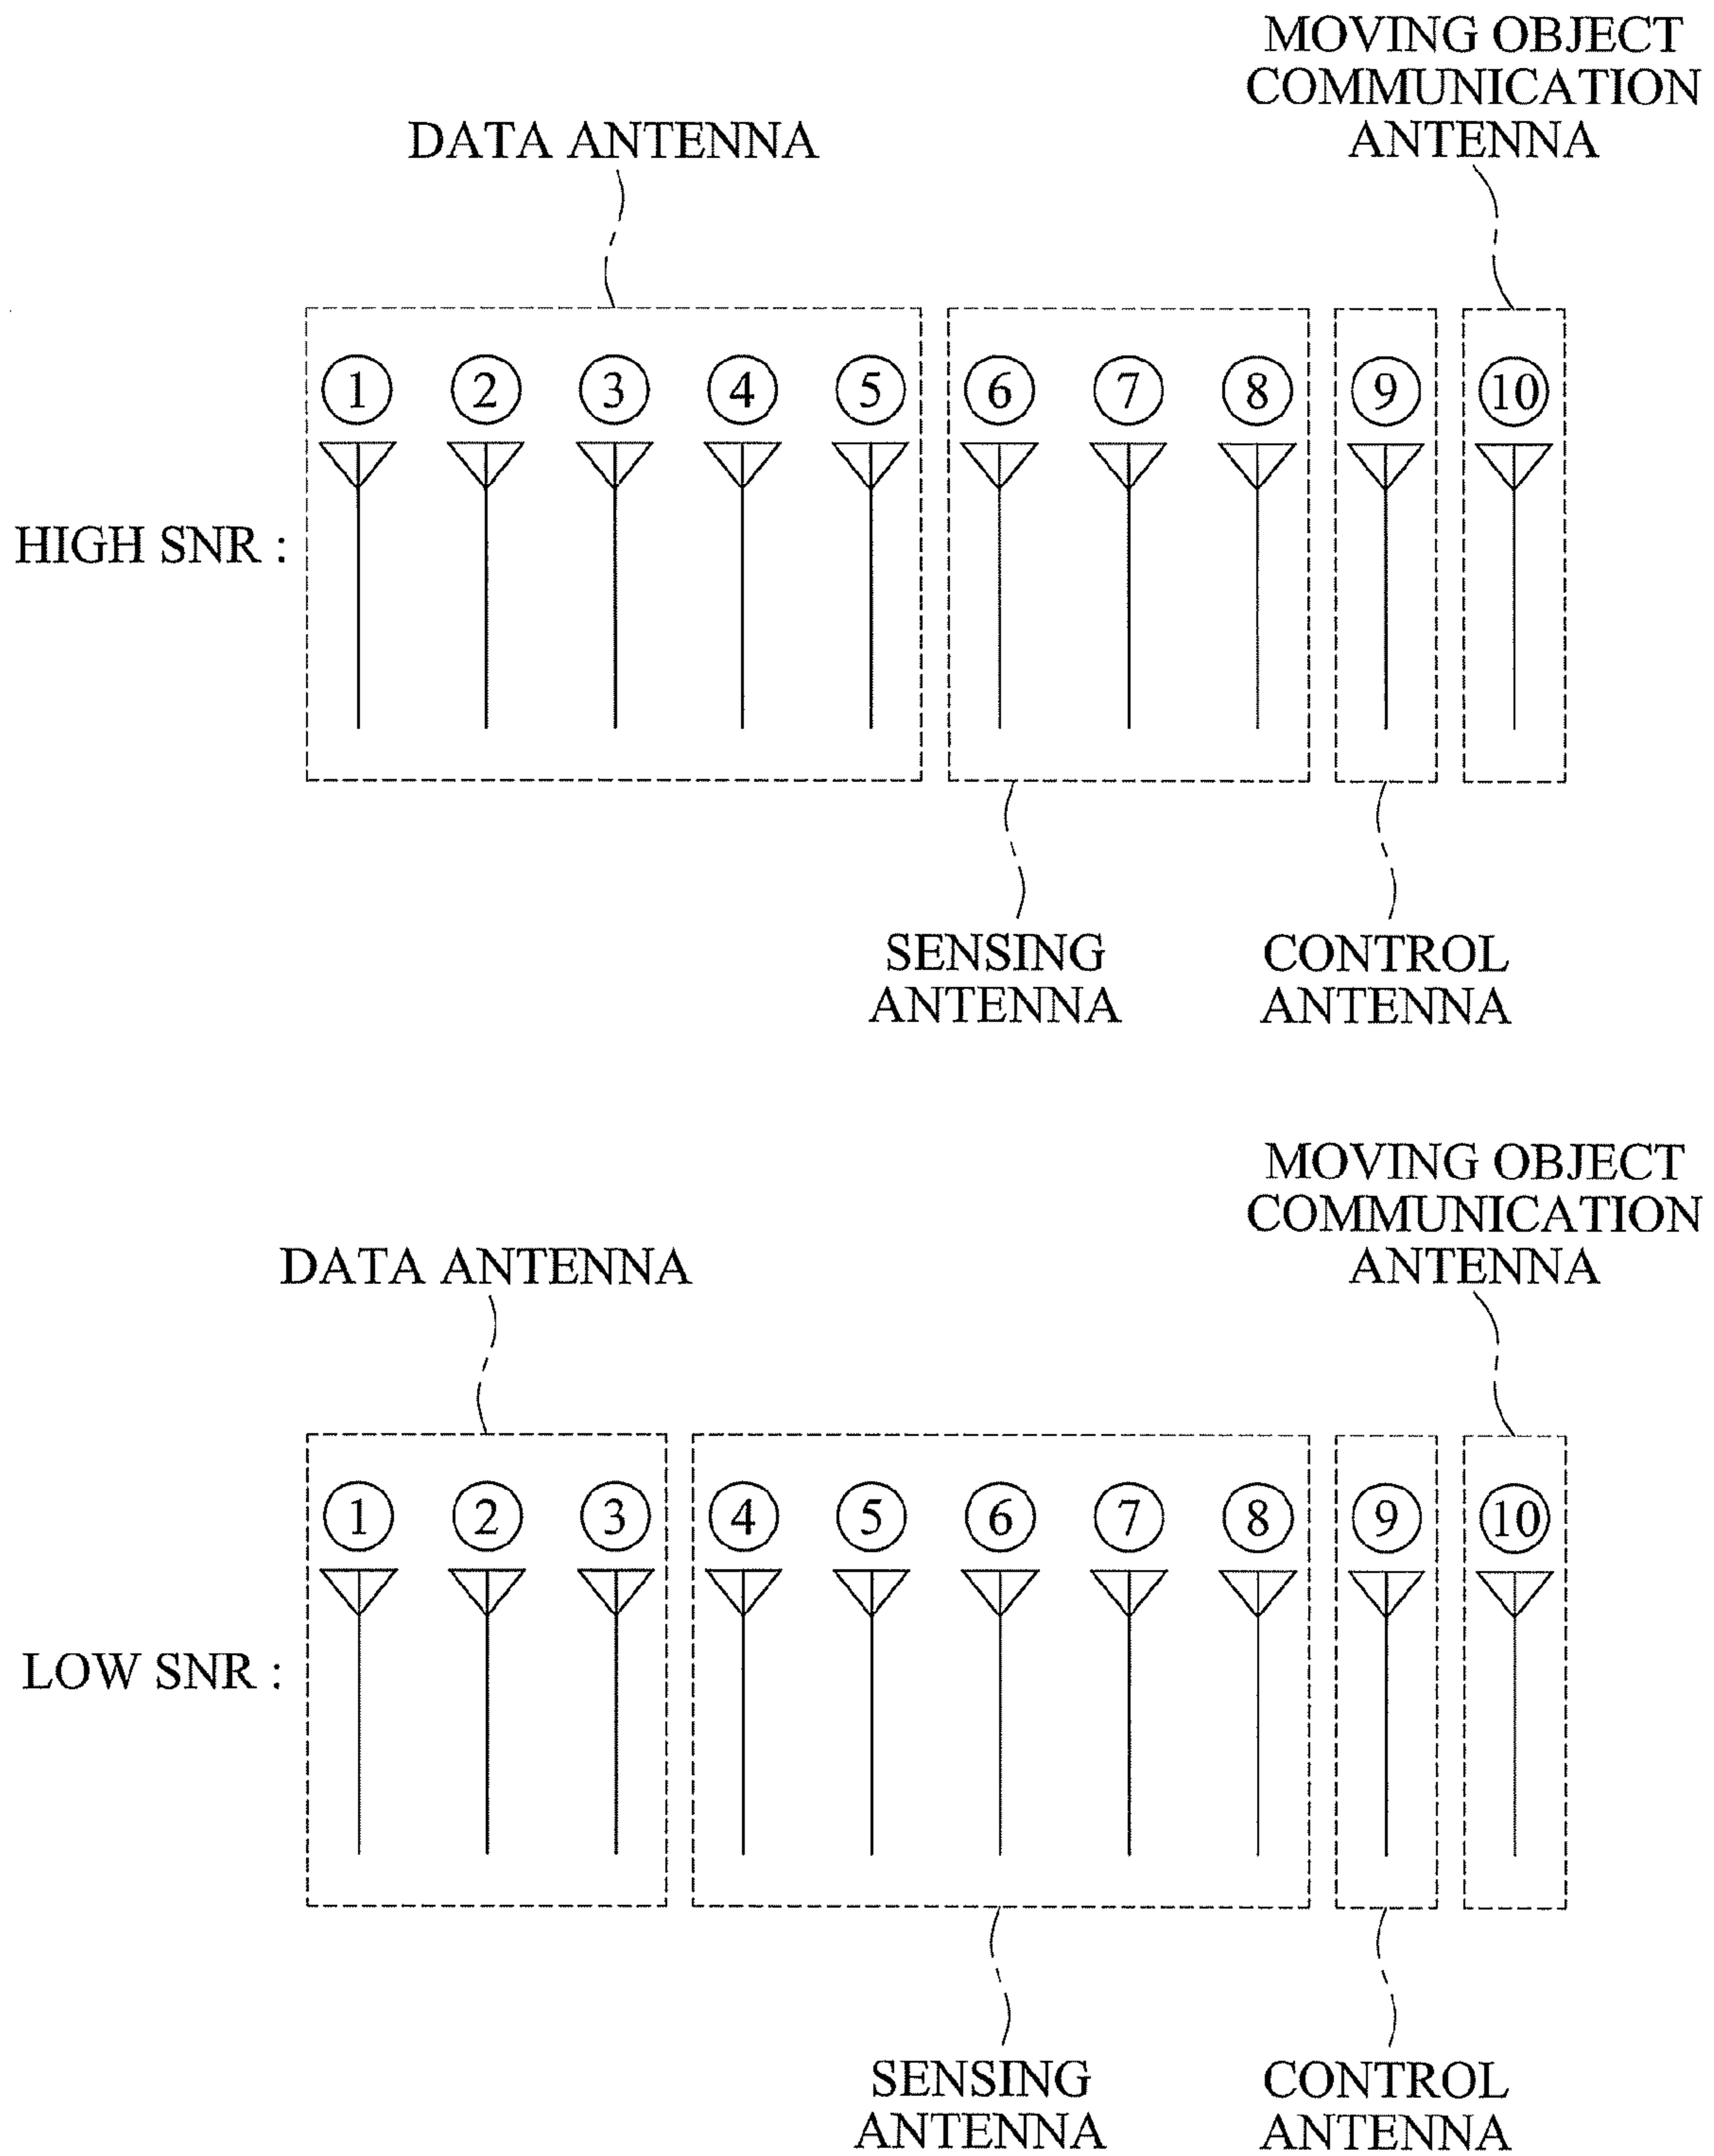 MOVING OBJECT
COMMUNICATION
ANTENNA
DATA ANTENNA
1 2 3 4 5 6 7 8 9 10
HIGH SNR :
SENSING
ANTENNA
CONTROL
ANTENNA
MOVING OBJECT
COMMUNICATION
ANTENNA
DATA ANTENNA
1 2 3 4 5 6 7 8 9 10
LOW SNR :
SENSING
ANTENNA
CONTROL
ANTENNA